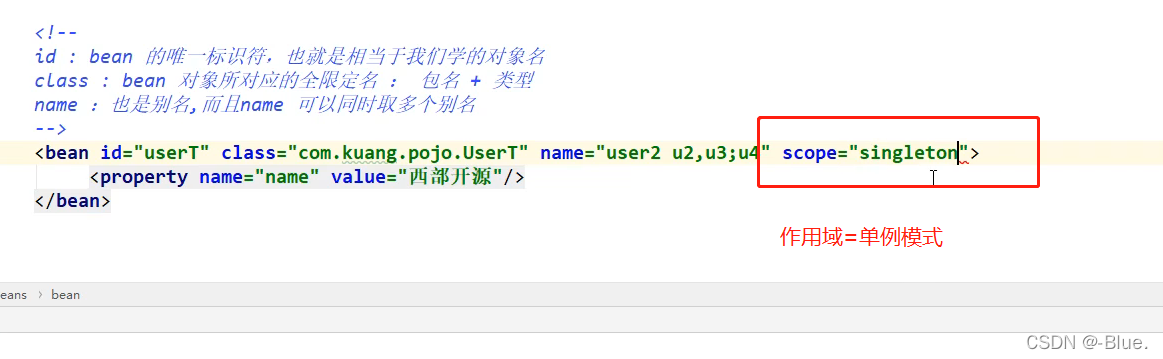 <!--
id : bean 的唯一标识符，也就是相当于我们学的对象名
class : bean 对象所对应的全限定名 ： 包名 + 类型
name ：也是别名,而且name 可以同时取多个别名
-->
<bean id="userT" class="com.kuang.pojo.UserT" name="user2 u2,u3;u4" scope="singleton">
<property name="name" value="西部开源"/>
</bean>
作用域=单例模式
eans › bean
CSDN @-Blue.